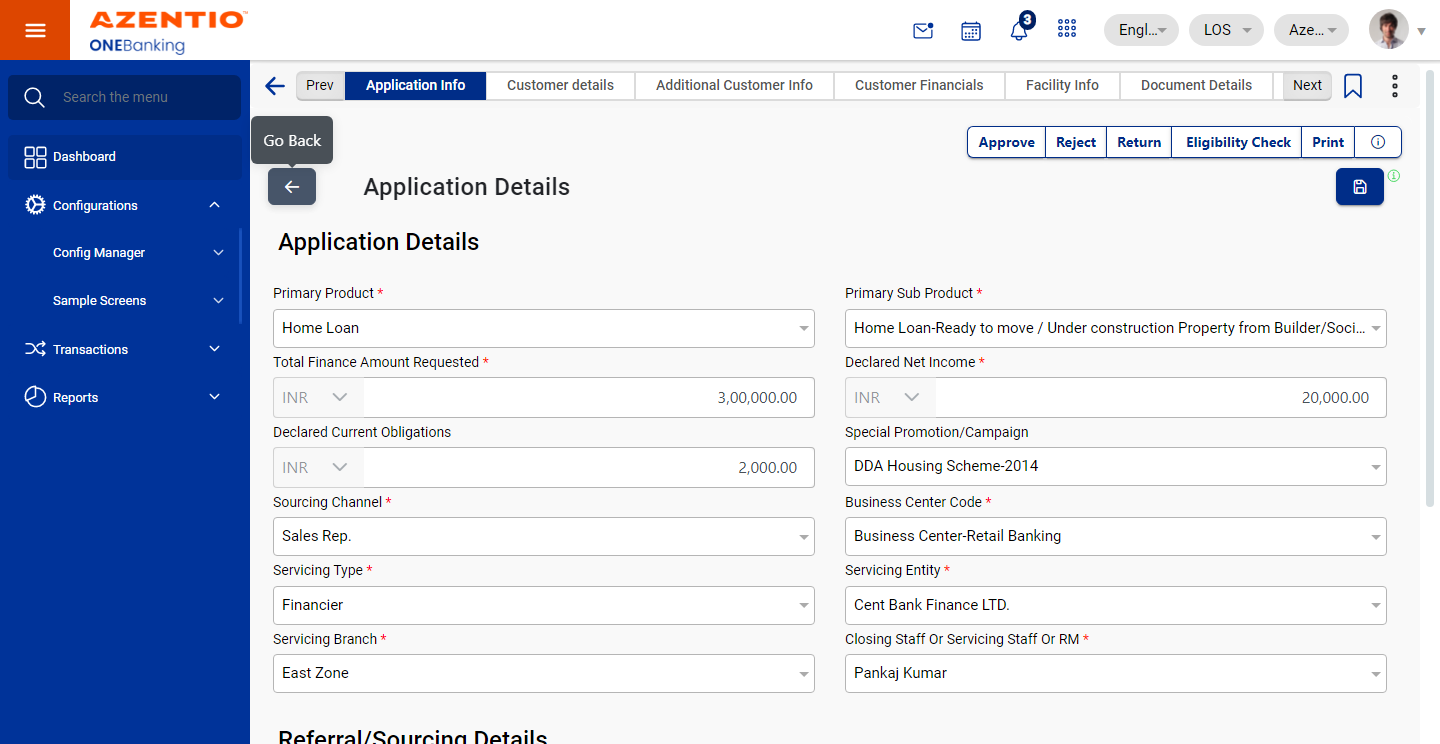 AZENTIO™
ONEBanking
3
Engl...
LOS
Aze...
Search the menu
Dashboard
Configurations
Config Manager
Sample Screens
Transactions
Reports
Prev
Application Info
Customer details
Additional Customer Info
Customer Financials
Facility Info
Document Details
Next
Go Back
Approve
Reject
Return
Eligibility Check
Print
Application Details
Application Details
Primary Product *
Primary Sub Product *
Home Loan
Home Loan-Ready to move / Under construction Property from Builder/Soci...
Total Finance Amount Requested *
Declared Net Income *
INR 3,00,000.00
INR 20,000.00
Declared Current Obligations
Special Promotion/Campaign
INR 2,000.00
DDA Housing Scheme-2014
Sourcing Channel *
Business Center Code *
Sales Rep.
Business Center-Retail Banking
Servicing Type *
Servicing Entity *
Financier
Cent Bank Finance LTD.
Servicing Branch *
Closing Staff Or Servicing Staff Or RM *
East Zone
Pankaj Kumar
Referral/Sourcing Details